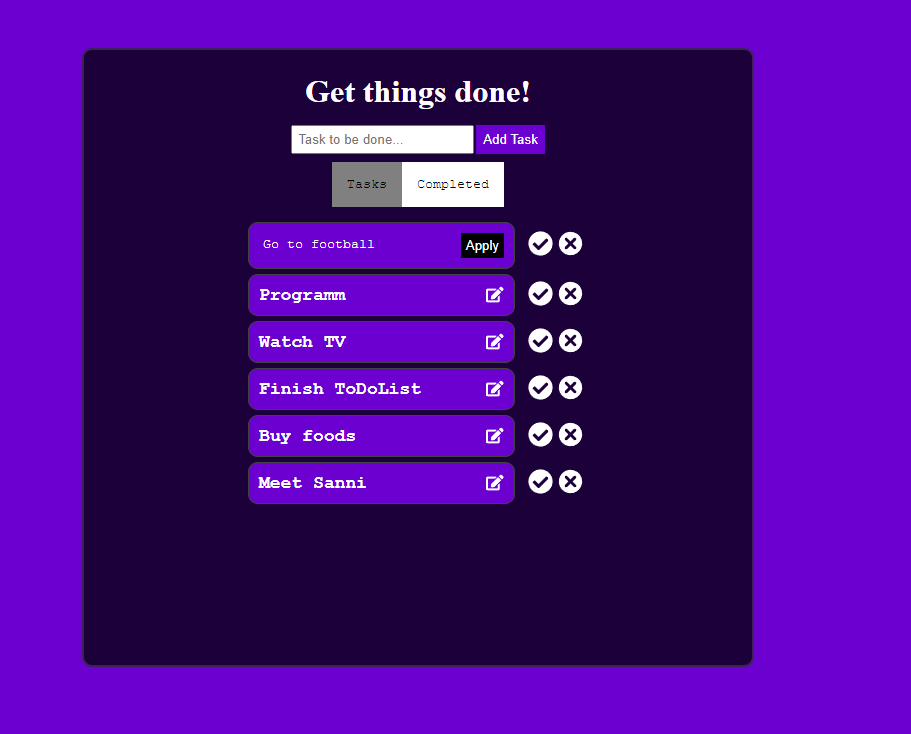 Get things done!
Task to be done... Add Task
Tasks Completed
Go to football Apply
Programm
Watch TV
Finish ToDoList
Buy foods
Meet Sanni